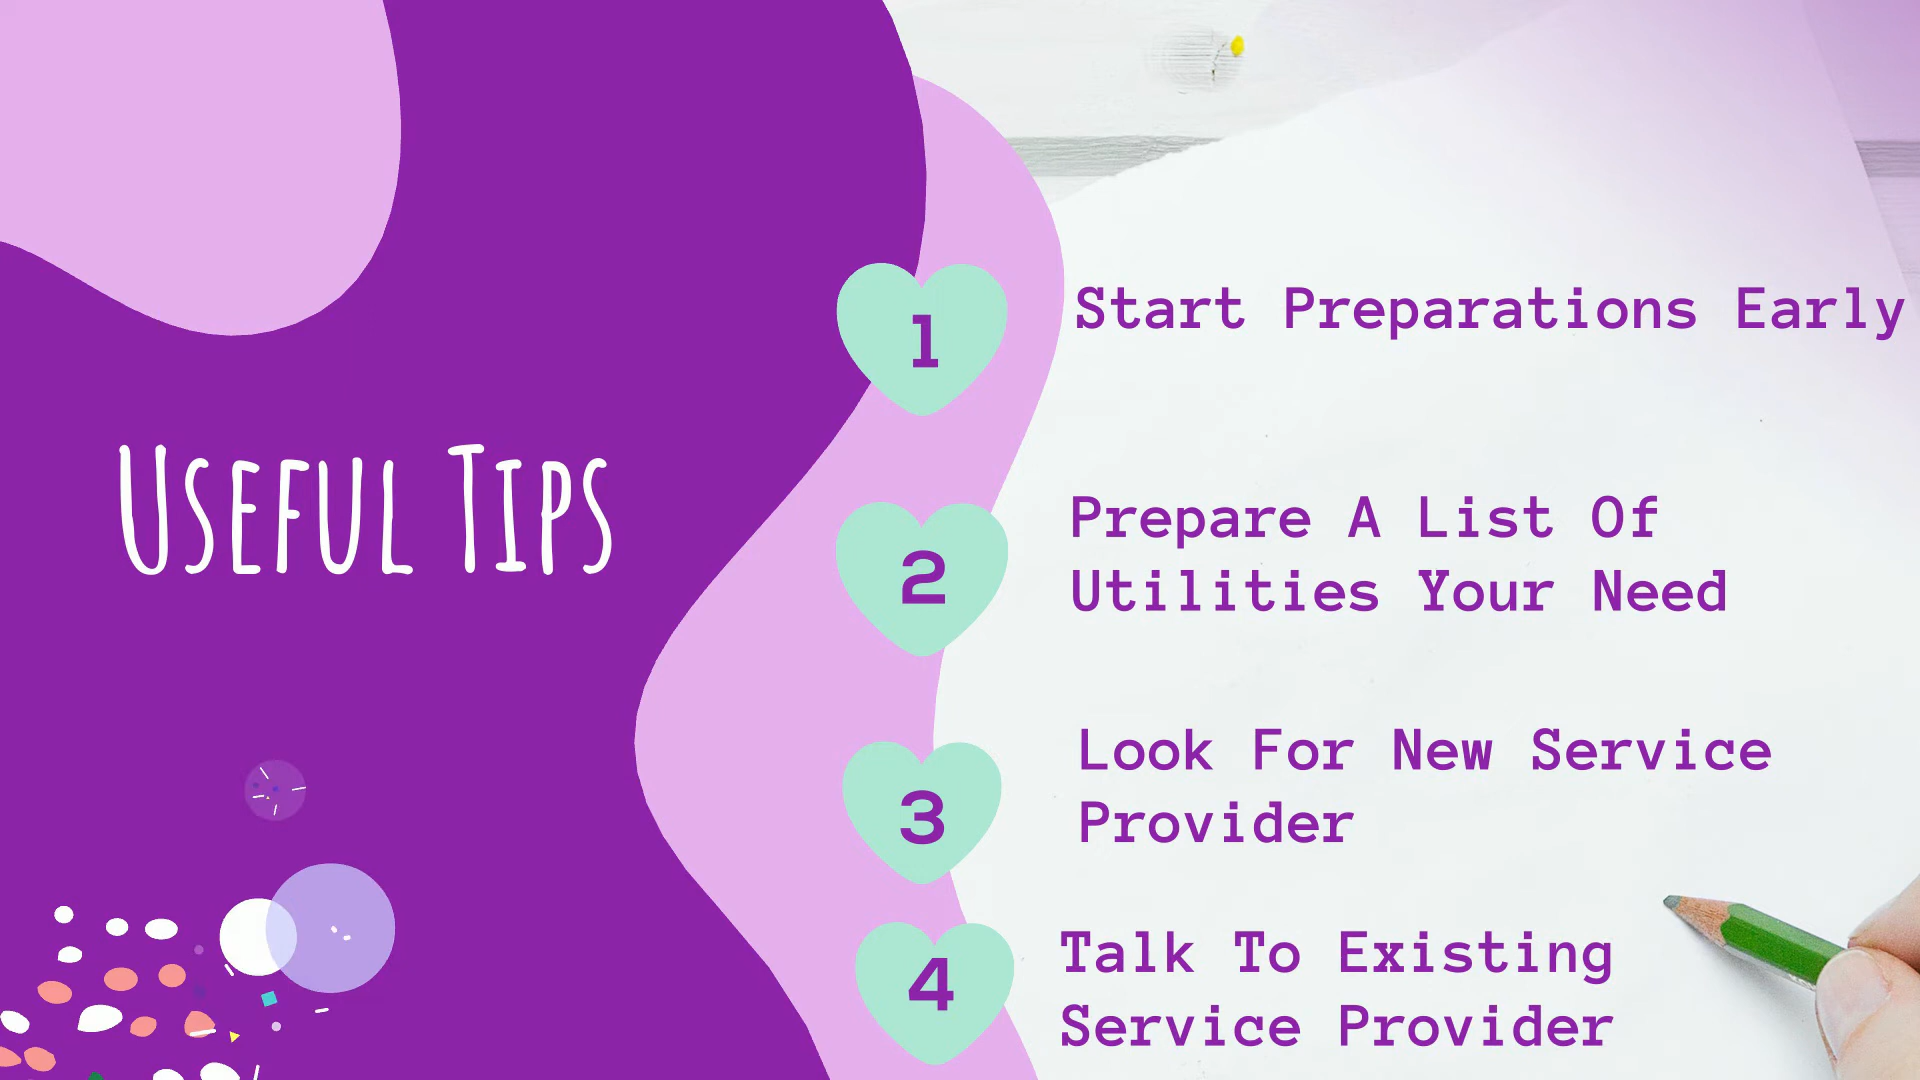 Useful Tips
1
Start Preparations Early
2
Prepare A List Of
Utilities Your Need
3
Look For New Service
Provider
4
Talk To Existing
Service Provider